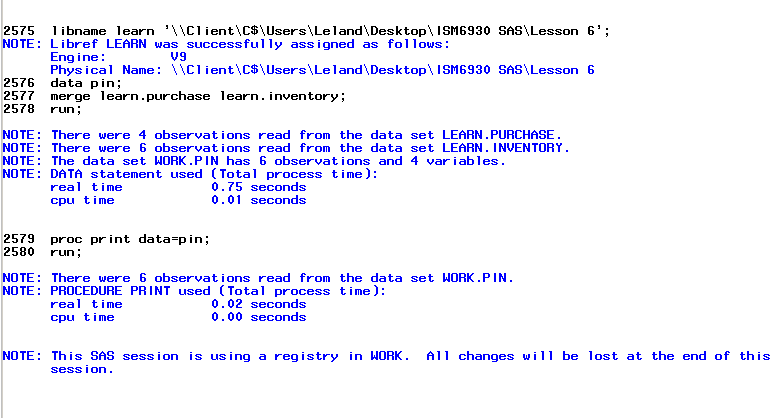 2575  libname learn '\\Client\C$\Users\Leland\Desktop\ISM6930 SAS\Lesson 6';
NOTE: Libref LEARN was successfully assigned as follows:
      Engine:        V9
      Physical Name: \\Client\C$\Users\Leland\Desktop\ISM6930 SAS\Lesson 6
2576  data pin;
2577  merge learn.purchase learn.inventory;
2578  run;

NOTE: There were 4 observations read from the data set LEARN.PURCHASE.
NOTE: There were 6 observations read from the data set LEARN.INVENTORY.
NOTE: The data set WORK.PIN has 6 observations and 4 variables.
NOTE: DATA statement used (Total process time):
      real time           0.75 seconds
      cpu time            0.01 seconds


2579  proc print data=pin;
2580  run;

NOTE: There were 6 observations read from the data set WORK.PIN.
NOTE: PROCEDURE PRINT used (Total process time):
      real time           0.02 seconds
      cpu time            0.00 seconds


NOTE: This SAS session is using a registry in WORK.  All changes will be lost at the end of this
      session.